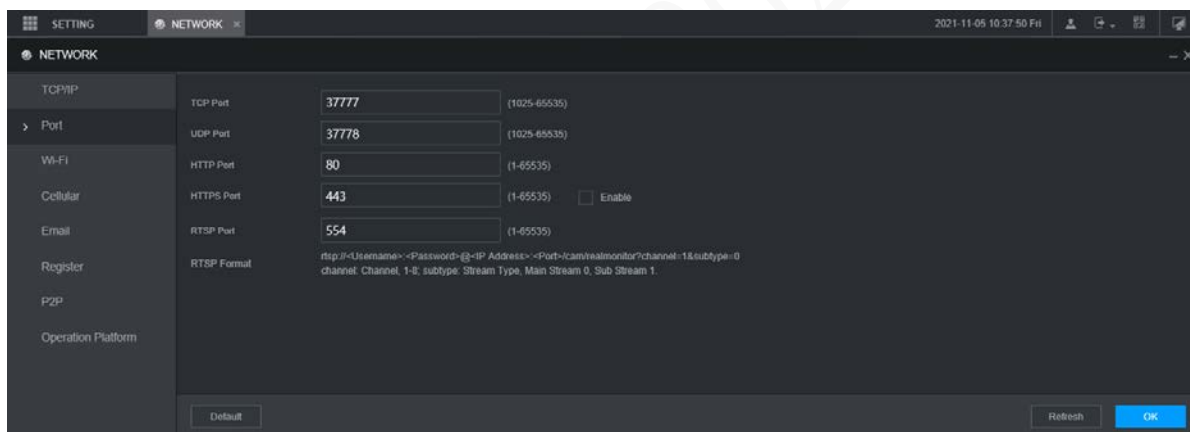 SETTING NETWORK × 2021-11-05 10:37:50 Fri
NETWORK
TCP/IP
TCP Port 37777 (1025-65535)
> Port
UDP Port 37778 (1025-65535)
Wi-Fi
HTTP Port 80 (1-65535)
Cellular
HTTPS Port 443 (1-65535) Enable
Email
RTSP Port 554 (1-65535)
Register
RTSP Format rtsp://<Username>:<Password>@<IP Address>:<Port>/cam/realmonitor?channel=1&subtype=0
channel: Channel, 1-8; subtype: Stream Type, Main Stream 0, Sub Stream 1.
P2P
Operation Platform
Default Refresh OK